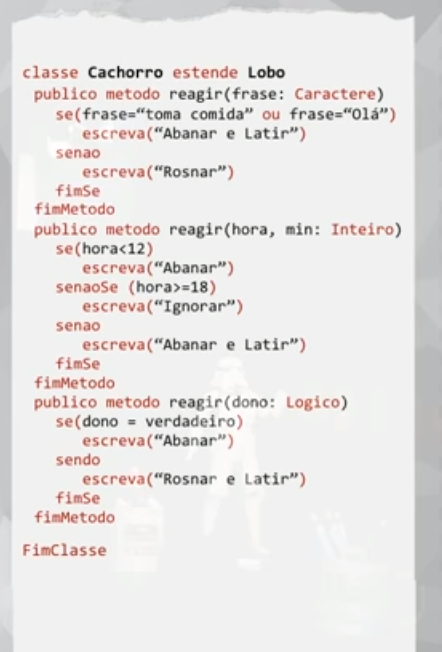 classe Cachorro estende Lobo
publico metodo reagir(frase: Caractere)
se(frase=“toma comida” ou frase=“Olá”)
escreva(“Abanar e Latir”)
senao
escreva(“Rosnar”)
fimSe
fimMetodo
publico metodo reagir(hora, min: Inteiro)
se(hora<12)
escreva(“Abanar”)
senaoSe (hora>=18)
escreva(“Ignorar”)
senao
escreva(“Abanar e Latir”)
fimSe
fimMetodo
publico metodo reagir(dono: Logico)
se(dono = verdadeiro)
escreva(“Abanar”)
sendo
escreva(“Rosnar e Latir”)
fimSe
fimMetodo
FimClasse